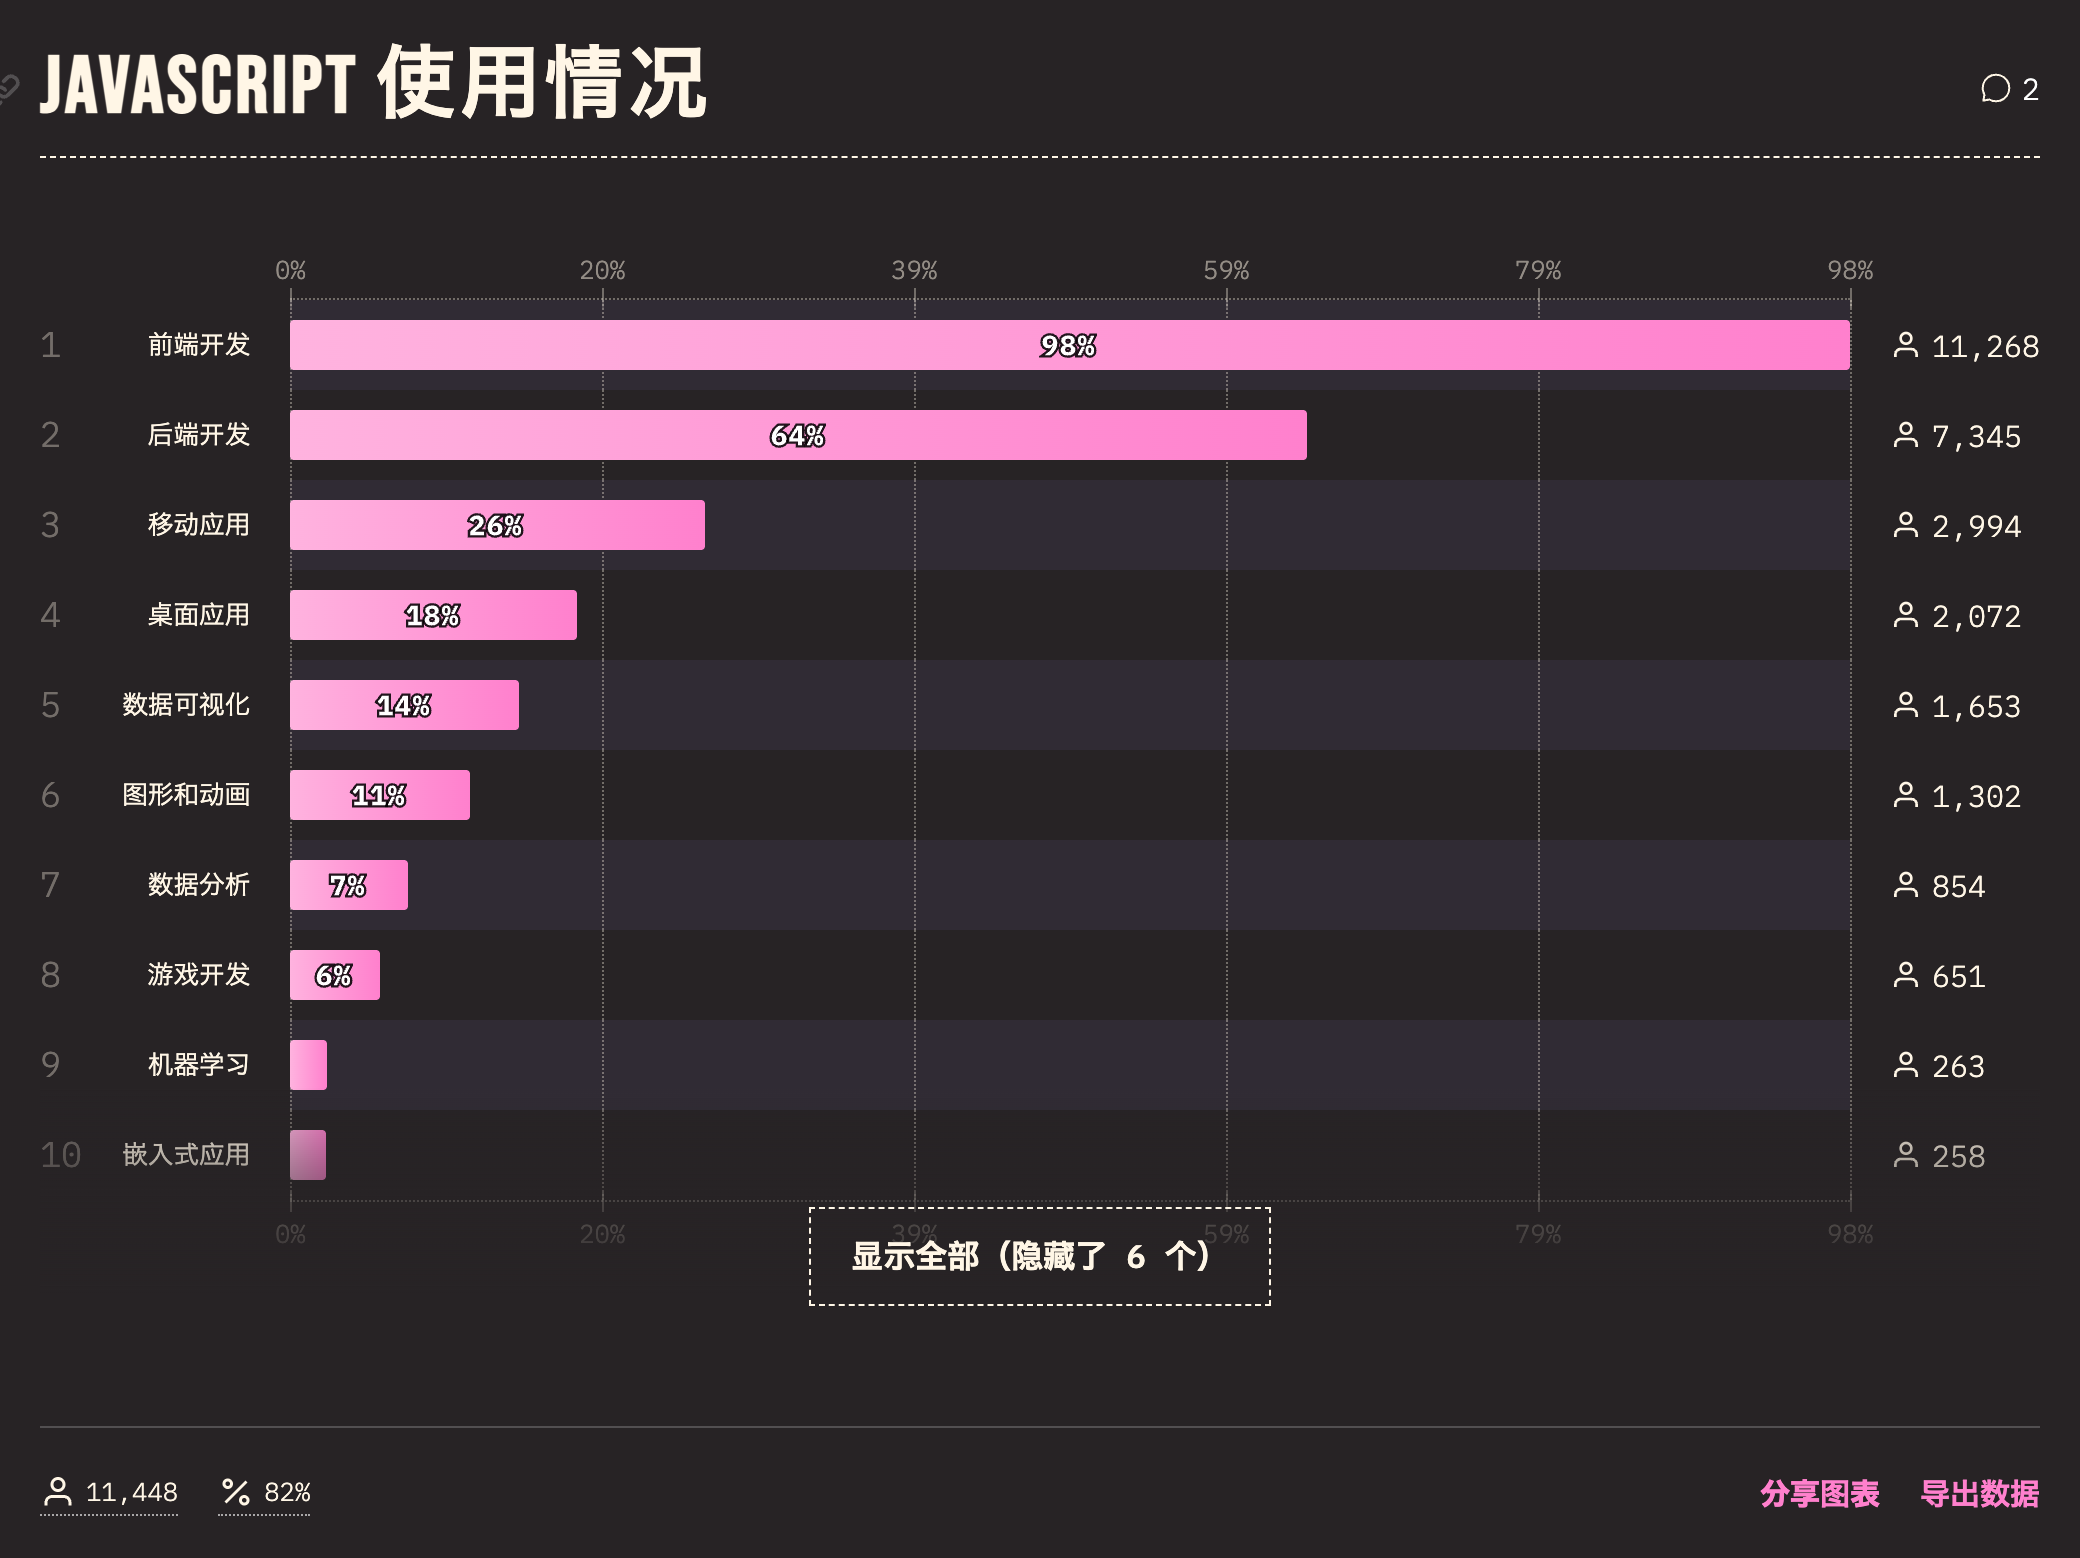 JAVASCRIPT 使用情况
2
0% 20% 39% 59% 79% 98%
1 前端开发 98% 11,268
2 后端开发 64% 7,345
3 移动应用 26% 2,994
4 桌面应用 18% 2,072
5 数据可视化 14% 1,653
6 图形和动画 11% 1,302
7 数据分析 7% 854
8 游戏开发 6% 651
9 机器学习 263
10 嵌入式应用 258
0% 20% 39% 59% 79% 98%
显示全部（隐藏了 6 个）
11,448 82% 分享图表 导出数据